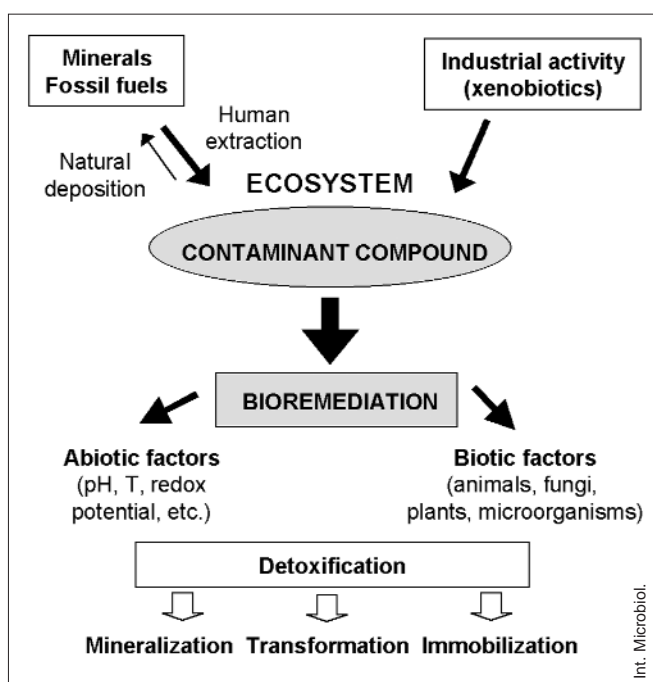 Minerals
Fossil fuels
Industrial activity
(xenobiotics)
Human
extraction
Natural
deposition
ECOSYSTEM
CONTAMINANT COMPOUND
BIOREMEDIATION
Abiotic factors
(pH, T, redox
potential, etc.)
Biotic factors
(animals, fungi,
plants, microorganisms)
Detoxification
Mineralization Transformation Immobilization
Int. Microbiol.